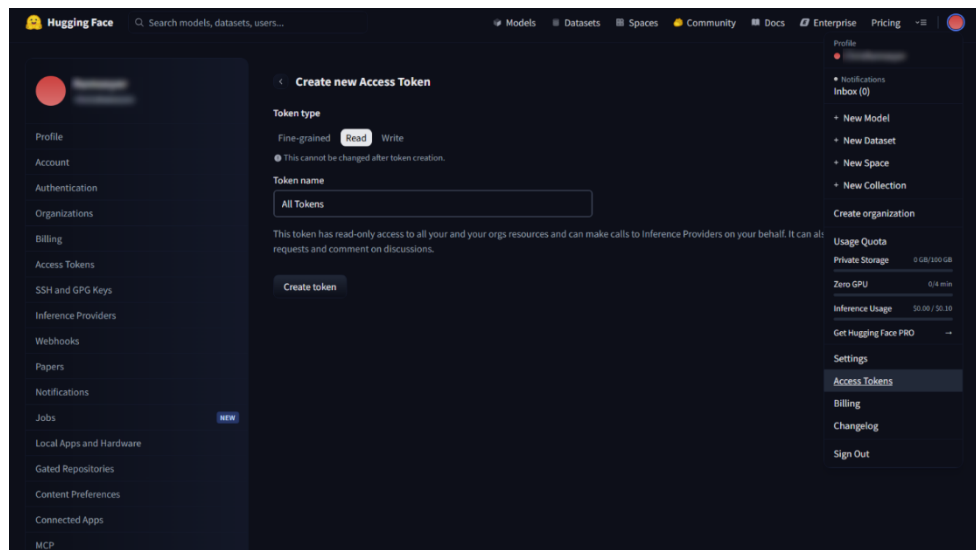 Hugging Face
Search models, datasets, users...
Models
Datasets
Spaces
Community
Docs
Enterprise
Pricing
Profile
Account
Authentication
Organizations
Billing
Access Tokens
SSH and GPG Keys
Inference Providers
Webhooks
Papers
Notifications
Jobs
NEW
Local Apps and Hardware
Gated Repositories
Content Preferences
Connected Apps
MCP
Create new Access Token
Token type
Fine-grained Read Write
This cannot be changed after token creation.
Token name
All Tokens
This token has read-only access to all your and your orgs resources and can make calls to Inference Providers on your behalf. It can als
requests and comment on discussions.
Create token
Profile
Notifications
Inbox (0)
+ New Model
+ New Dataset
+ New Space
+ New Collection
Create organization
Usage Quota
Private Storage 0 GB/100 GB
Zero GPU 0/4 min
Inference Usage $0.00 / $0.10
Get Hugging Face PRO →
Settings
Access Tokens
Billing
Changelog
Sign Out